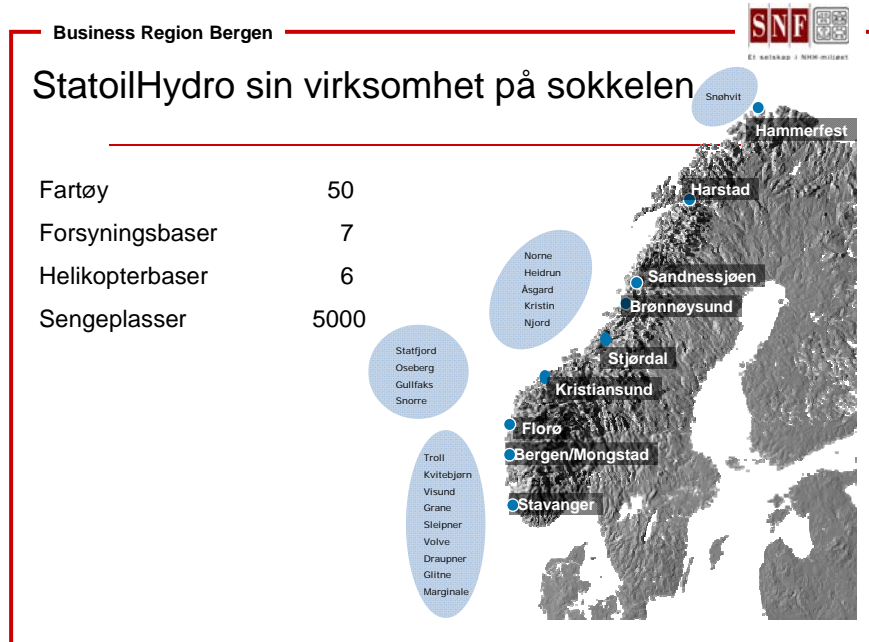 Business Region Bergen
SNF
Et selskap i NHH-miljøet
StatoilHydro sin virksomhet på sokkelen
Snøhvit
Hammerfest
Fartøy 50
Forsyningsbaser 7
Helikopterbaser 6
Sengeplasser 5000
Harstad
Norne
Heidrun
Åsgard
Kristin
Njord
Sandnessjøen
Brønnøysund
Stjørdal
Kristiansund
Statfjord
Oseberg
Gullfaks
Snorre
Florø
Bergen/Mongstad
Stavanger
Troll
Kvitebjørn
Visund
Grane
Sleipner
Volve
Draupner
Glitne
Marginale